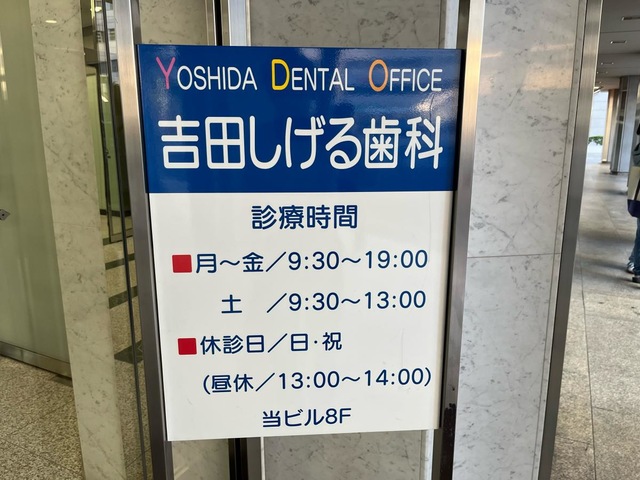 YOSHIDA DENTAL OFFICE
吉田しげる歯科
診療時間
■月～金／9:30～19:00
土　／9:30～13:00
■休診日／日・祝
(昼休／13:00～14:00)
当ビル8F